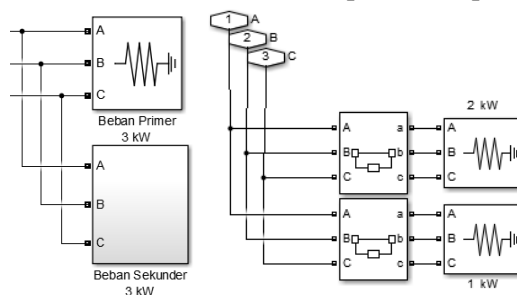 A
B
C
Beban Primer
3 kW
A
B
C
Beban Sekunder
3 kW
1 A
2 B
3 C
2 kW
A a A
B b B
C c C
A a A
B b B
C c C
1 kW